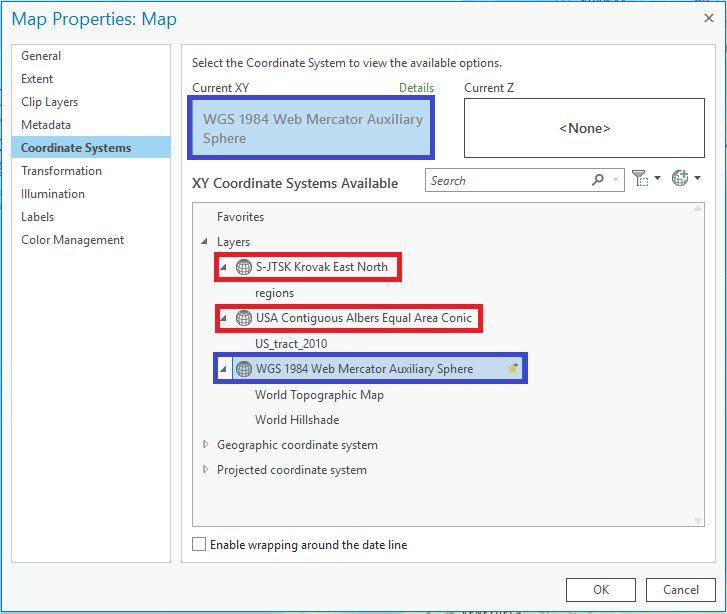 Map Properties: Map
General
Extent
Clip Layers
Metadata
Coordinate Systems
Transformation
Illumination
Labels
Color Management
Select the Coordinate System to view the available options.
Current XY
Details
Current Z
WGS 1984 Web Mercator Auxiliary
Sphere
<None>
XY Coordinate Systems Available
Search
Favorites
Layers
S-JTSK Krovak East North
regions
USA Contiguous Albers Equal Area Conic
US_tract_2010
WGS 1984 Web Mercator Auxiliary Sphere
World Topographic Map
World Hillshade
Geographic coordinate system
Projected coordinate system
Enable wrapping around the date line
OK
Cancel